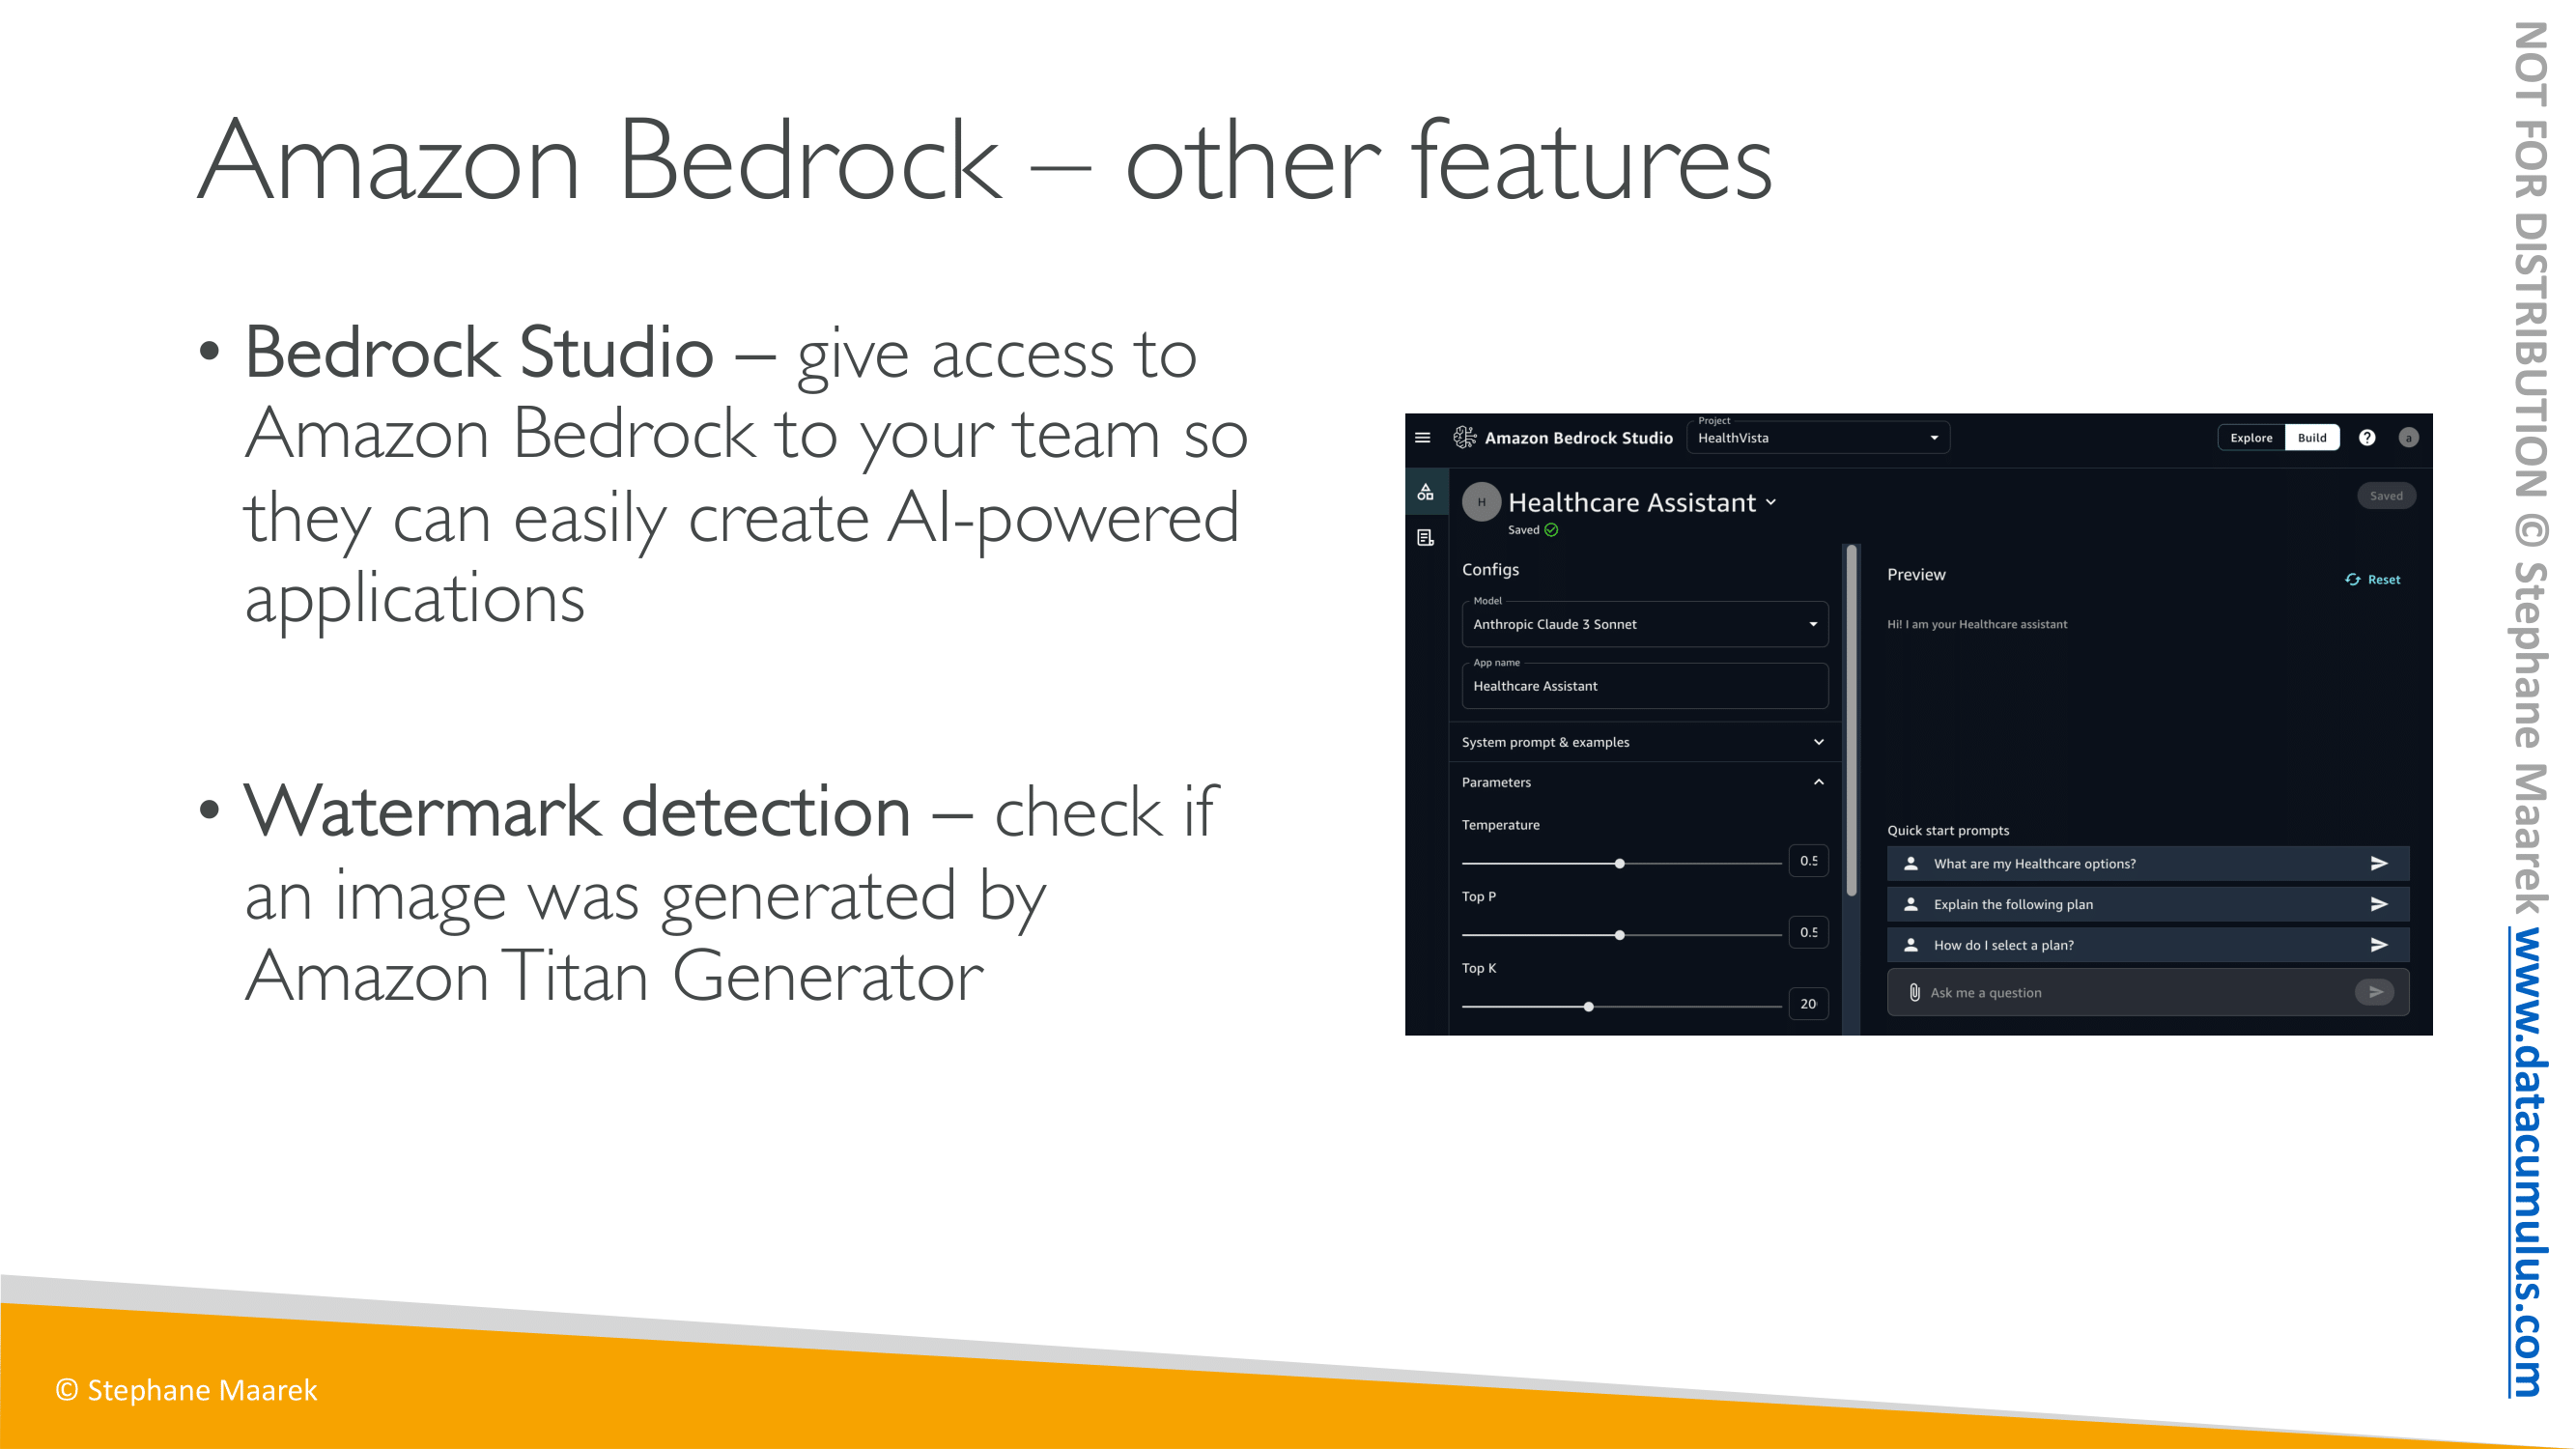 Amazon Bedrock – other features
• Bedrock Studio – give access to
Amazon Bedrock to your team so
they can easily create AI-powered
applications
• Watermark detection – check if
an image was generated by
Amazon Titan Generator
Amazon Bedrock Studio
Project
HealthVista
Explore
Build
?
a
H
Healthcare Assistant
Saved
Saved
Configs
Model
Anthropic Claude 3 Sonnet
App name
Healthcare Assistant
System prompt & examples
Parameters
Temperature
0.5
Top P
0.5
Top K
20
Preview
Reset
Hi! I am your Healthcare assistant
Quick start prompts
What are my Healthcare options?
Explain the following plan
How do I select a plan?
Ask me a question
© Stephane Maarek
NOT FOR DISTRIBUTION © Stephane Maarek www.datacumulus.com